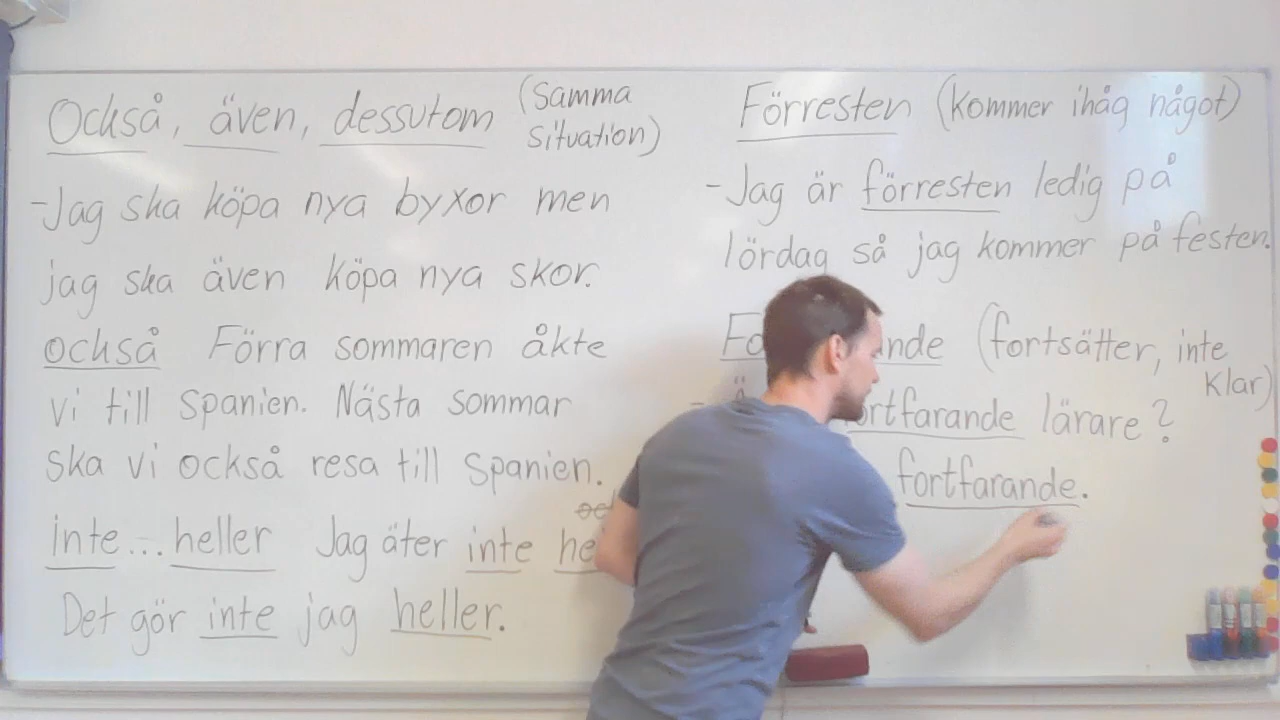 Också, även, dessutom (Samma
situation)
-Jag ska köpa nya byxor men
jag ska även köpa nya skor.
också Förra sommaren åkte
vi till Spanien. Nästa sommar
ska vi också resa till Spanien.
inte...heller Jag äter inte
Det gör inte jag heller.
Förresten (kommer ihåg något)
-Jag är förresten ledig på
lördag så jag kommer på festen.
(fortsätter, inte
klar)
lärare?
fortfarande.